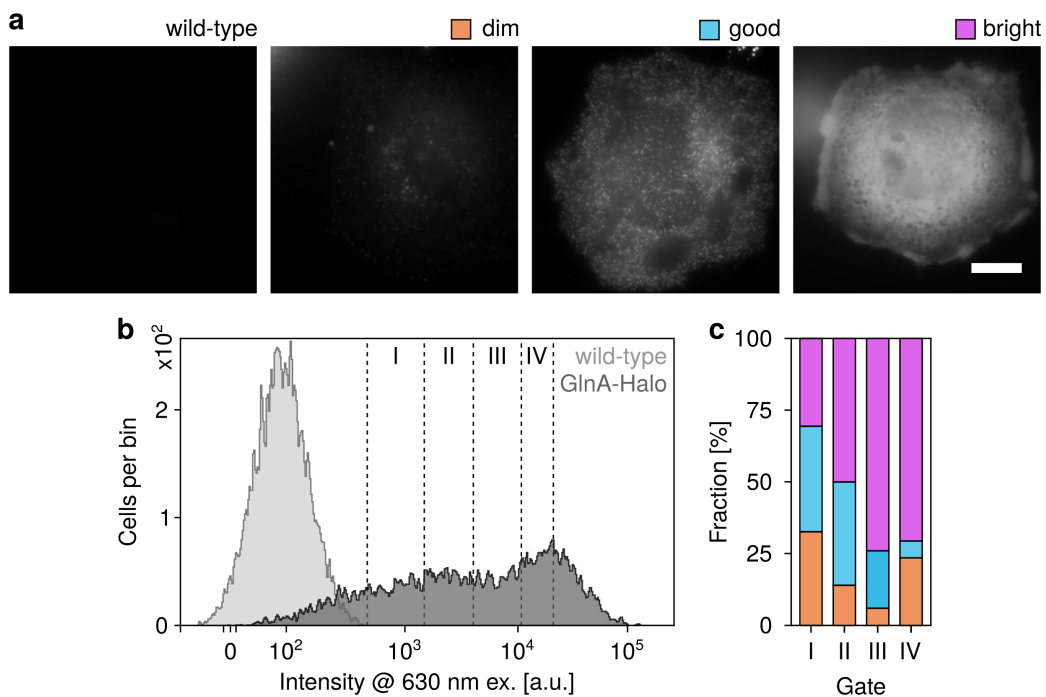 a
wild-type
dim
good
bright
b
x10²
2
1
0
Cells per bin
I
II
III
IV
wild-type
GlnA-Halo
0
10²
10³
10⁴
10⁵
Intensity @ 630 nm ex. [a.u.]
c
100
75
50
25
0
Fraction [%]
I
II
III
IV
Gate